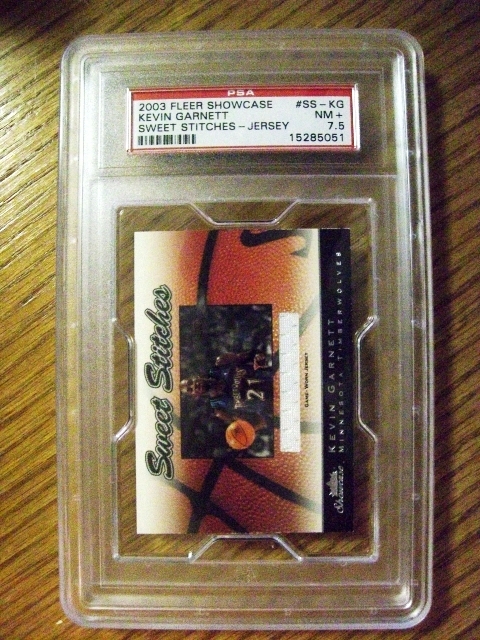 PSA
2003 FLEER SHOWCASE #SS-KG
KEVIN GARNETT NM+
SWEET STITCHES-JERSEY 7.5
15285051
Sweet Stitches
21
GAME-WORN JERSEY
KEVIN GARNETT
MINNESOTA TIMBERWOLVES
Showcase